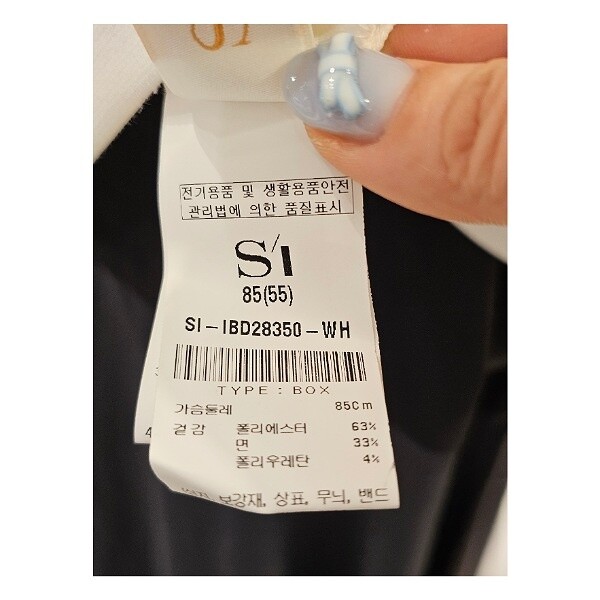 전기용품 및 생활용품안전
관리법에 의한 품질표시
S/I
85(55)
SI-IBD28350-WH
TYPE : BOX
가슴둘레 85Cm
겉감 폴리에스터 63%
면 33%
폴리우레탄 4%
보강재, 상표, 무늬, 밴드